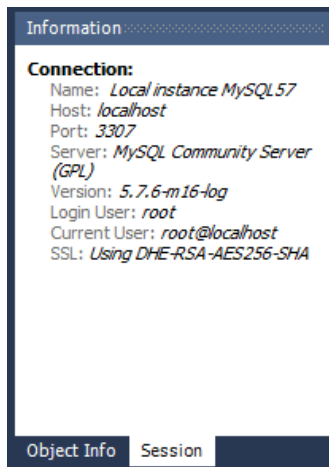 Information
Connection:
Name: Local instance MySQL57
Host: localhost
Port: 3307
Server: MySQL Community Server
(GPL)
Version: 5.7.6-m16-log
Login User: root
Current User: root@localhost
SSL: Using DHE-RSA-AES256-SHA
Object Info Session